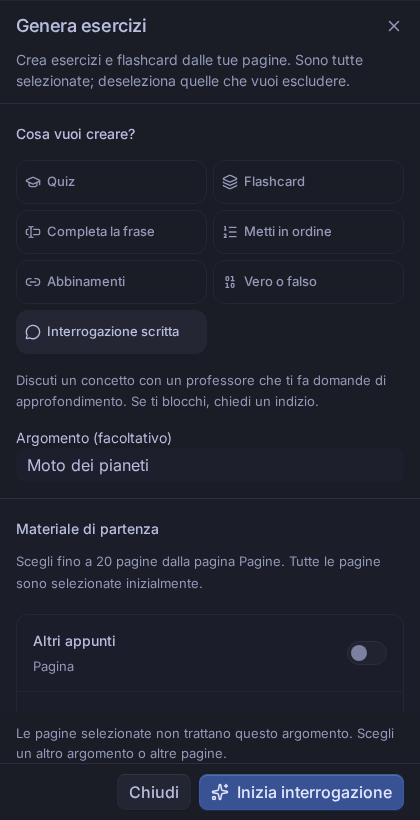 Genera esercizi
Crea esercizi e flashcard dalle tue pagine. Sono tutte
selezionate; deseleziona quelle che vuoi escludere.
Cosa vuoi creare?
Quiz
Flashcard
Completa la frase
Metti in ordine
Abbinamenti
Vero o falso
Interrogazione scritta
Discuti un concetto con un professore che ti fa domande di
approfondimento. Se ti blocchi, chiedi un indizio.
Argomento (facoltativo)
Moto dei pianeti
Materiale di partenza
Scegli fino a 20 pagine dalla pagina Pagine. Tutte le pagine
sono selezionate inizialmente.
Altri appunti
Pagina
Le pagine selezionate non trattano questo argomento. Scegli
un altro argomento o altre pagine.
Chiudi
Inizia interrogazione